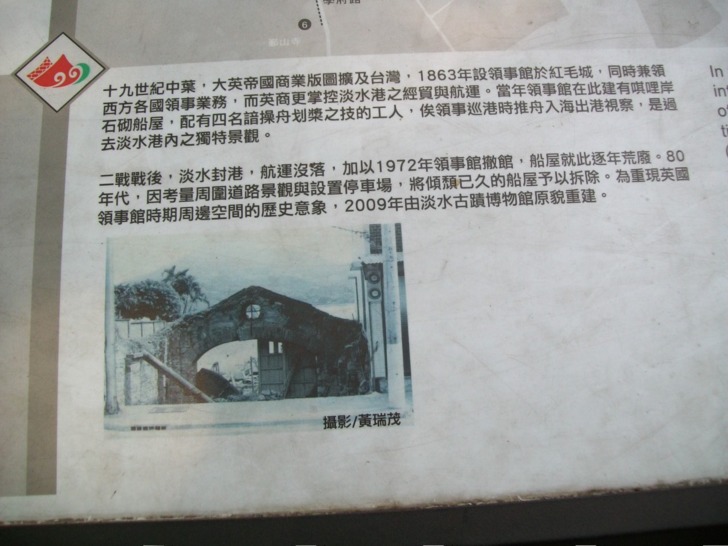 學府路
6
十九世紀中葉，大英帝國商業版圖擴及台灣，1863年設領事館於紅毛城，同時兼領
西方各國領事業務，而英商更掌控淡水港之經貿與航運。當年領事館在此建有唭哩岸
石砌船屋，配有四名諳操舟划槳之技的工人，俟領事巡港時推舟入海出港視察，是過
去淡水港內之獨特景觀。
二戰戰後，淡水封港，航運沒落，加以1972年領事館撤館，船屋就此逐年荒廢。80
年代，因考量周圍道路景觀與設置停車場，將傾頹已久的船屋予以拆除。為重現英國
領事館時期周邊空間的歷史意象，2009年由淡水古蹟博物館原貌重建。
攝影/黃瑞茂
In